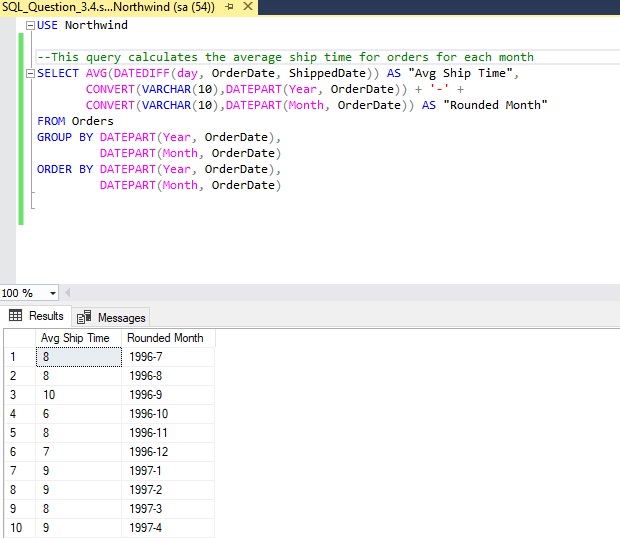 SQL_Question_3.4.s...Northwind (sa (54))
USE Northwind
--This query calculates the average ship time for orders for each month
SELECT AVG(DATEDIFF(day, OrderDate, ShippedDate)) AS "Avg Ship Time",
CONVERT(VARCHAR(10),DATEPART(Year, OrderDate)) + '-' +
CONVERT(VARCHAR(10),DATEPART(Month, OrderDate)) AS "Rounded Month"
FROM Orders
GROUP BY DATEPART(Year, OrderDate),
DATEPART(Month, OrderDate)
ORDER BY DATEPART(Year, OrderDate),
DATEPART(Month, OrderDate)
100 %
Results Messages
Avg Ship Time Rounded Month
1 8 1996-7
2 8 1996-8
3 10 1996-9
4 6 1996-10
5 8 1996-11
6 7 1996-12
7 9 1997-1
8 9 1997-2
9 8 1997-3
10 9 1997-4